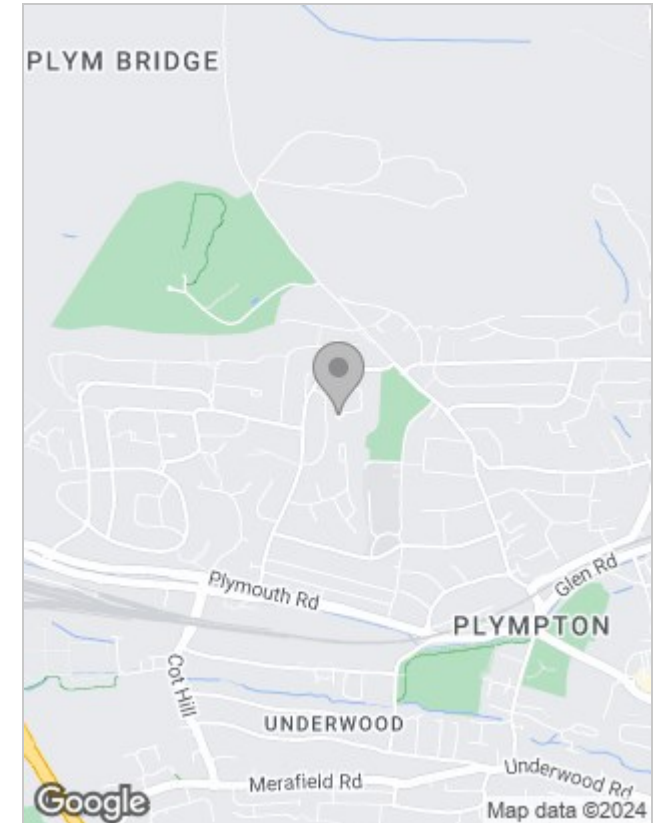 PLYM BRIDGE
Plymouth Rd
Glen Rd
PLYMPTON
Cot Hill
UNDERWOOD
Merafield Rd
Underwood Rd
Google
Map data ©2024